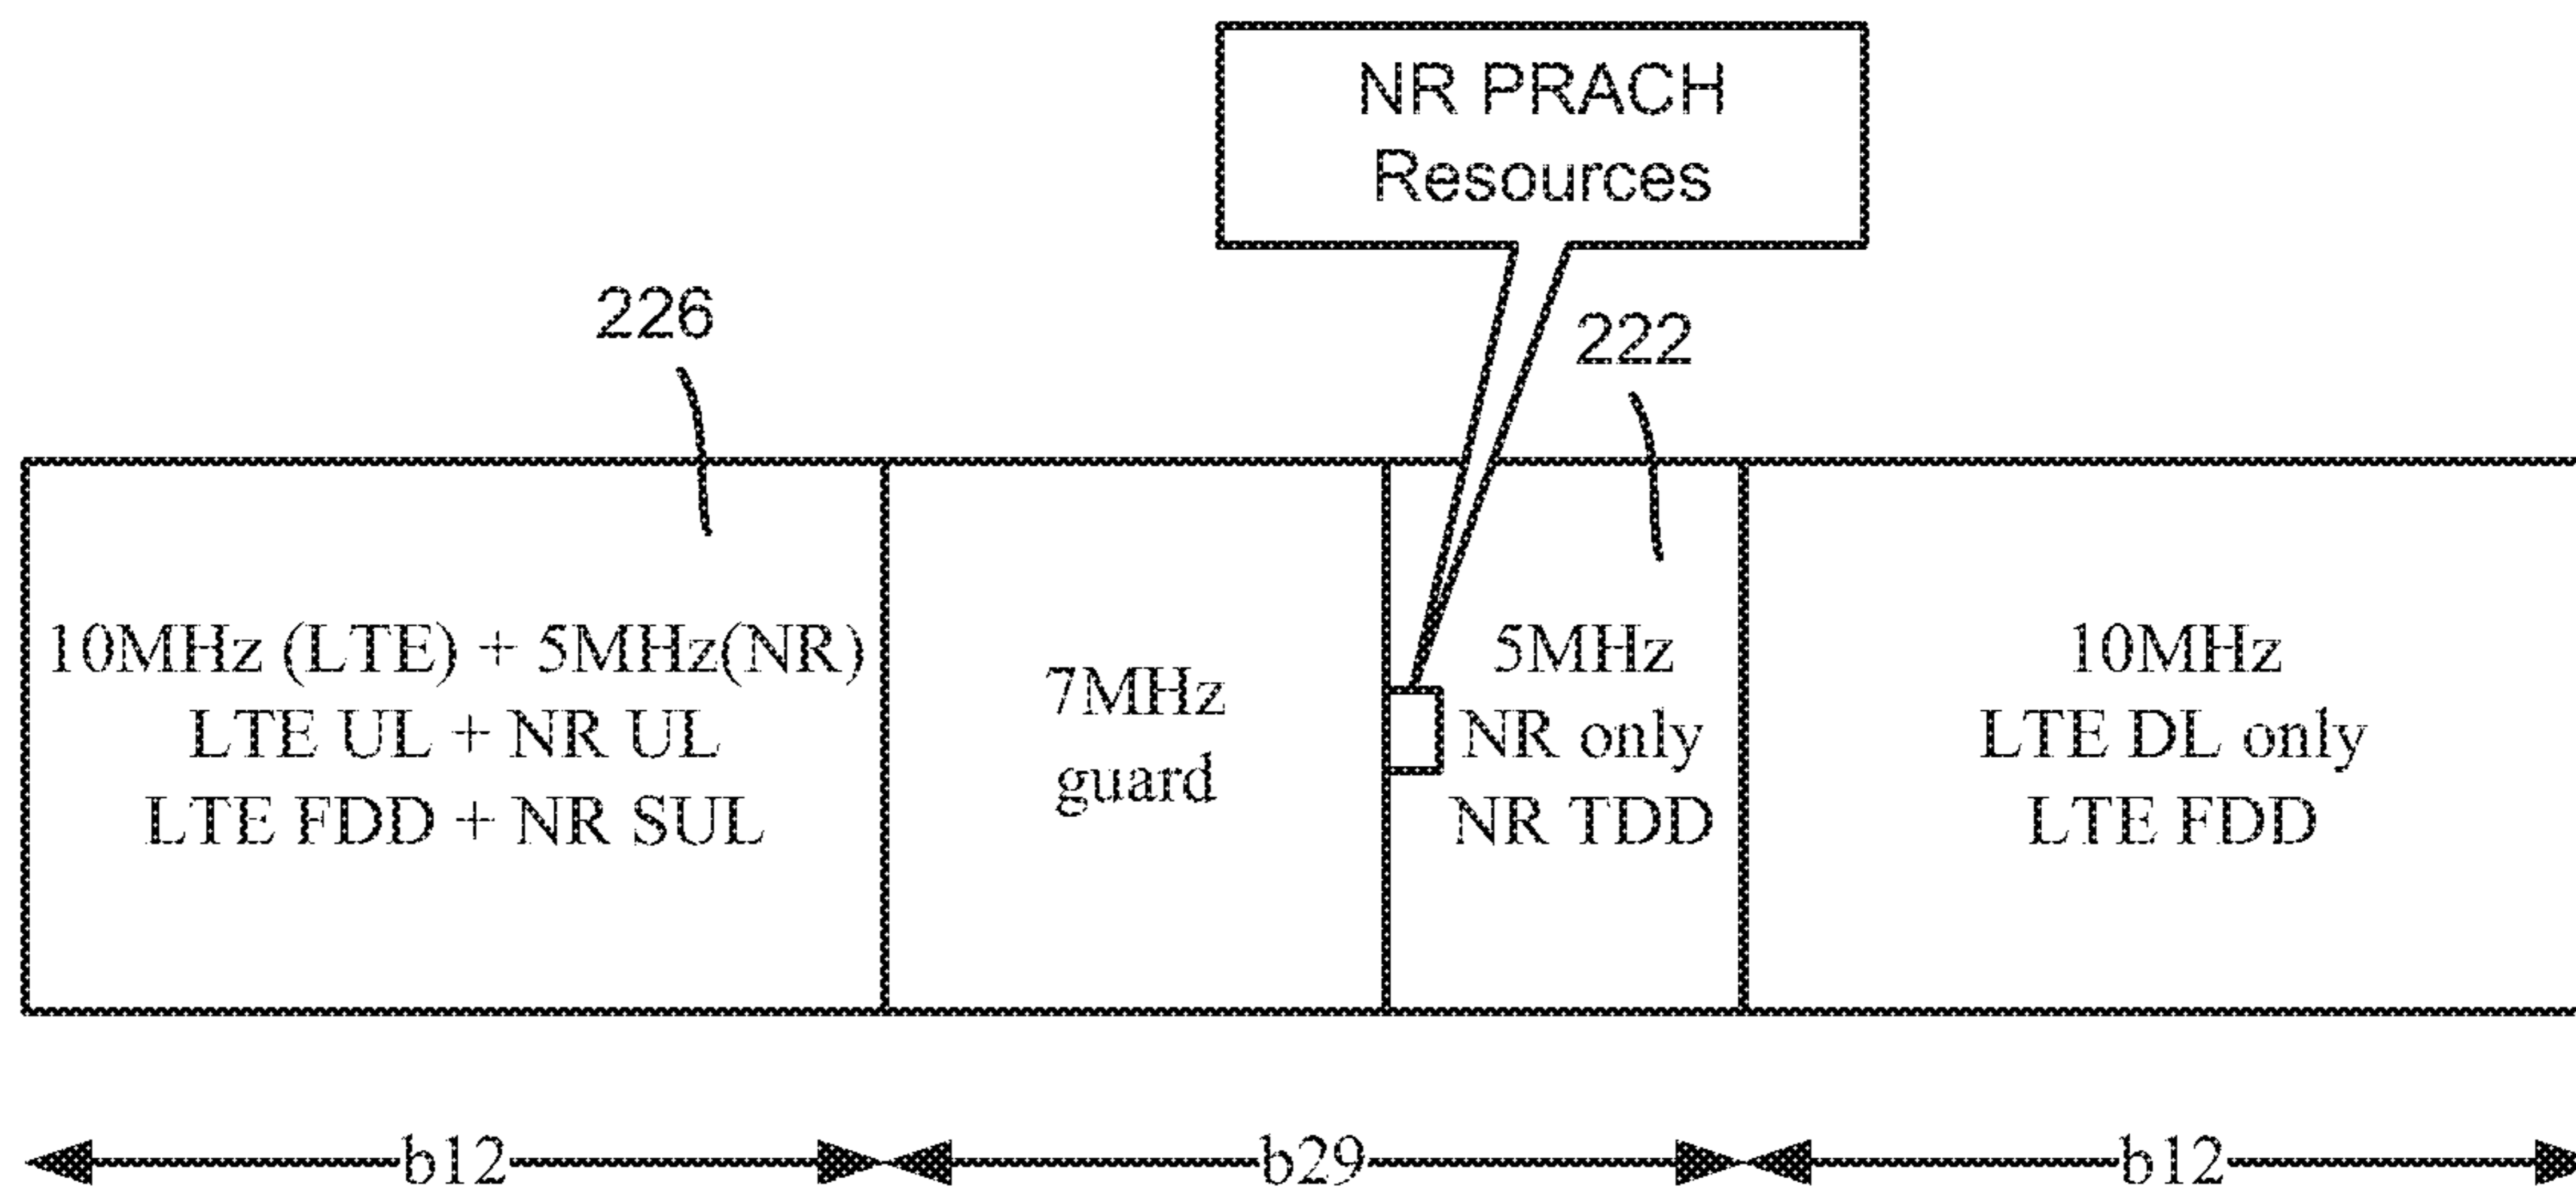 NR PRACH
Resources
226
222
10MHz (LTE) + 5MHz(NR)
LTE UL + NR UL
LTE FDD + NR SUL
7MHz
guard
5MHz
NR only
NR TDD
10MHz
LTE DL only
LTE FDD
b12
b29
b12